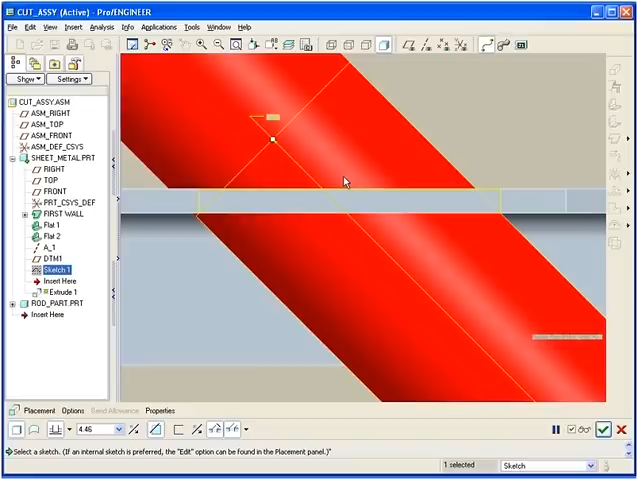 CUT_ASSY (Active) - Pro/ENGINEER
File Edit View Insert Analysis Info Applications Tools Window Help
Show Settings
CUT_ASSY.ASM
ASM_RIGHT
ASM_TOP
ASM_FRONT
ASM_DEF_CSYS
SHEET_METAL.PRT
RIGHT
TOP
FRONT
PRT_CSYS_DEF
FIRST WALL
Flat 1
Flat 2
A_1
DTM1
Sketch 1
Insert Here
Extrude 1
ROD_PART.PRT
Insert Here
Placement Options Bend Allowance Properties
4.46
Select a sketch. (If an internal sketch is preferred, the "Edit" option can be found in the Placement panel.)"
1 selected Sketch